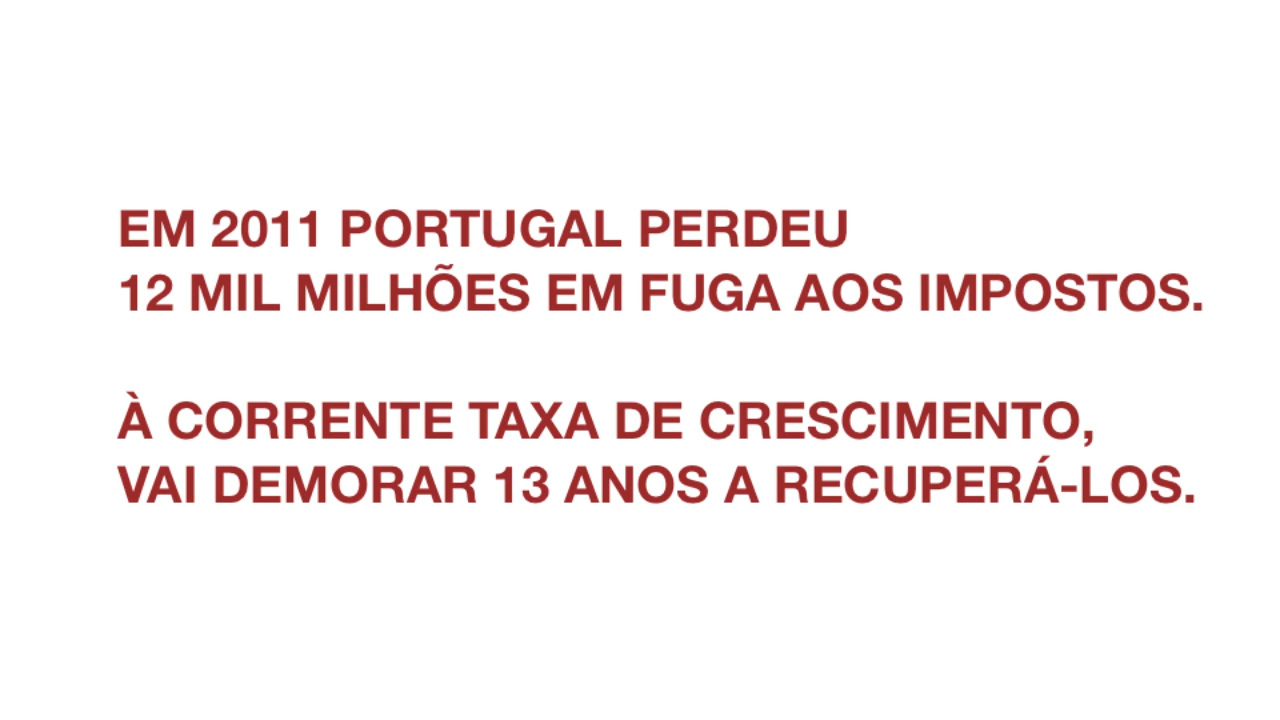 EM 2011 PORTUGAL PERDEU
12 MIL MILHÕES EM FUGA AOS IMPOSTOS.
À CORRENTE TAXA DE CRESCIMENTO,
VAI DEMORAR 13 ANOS A RECUPERÁ-LOS.